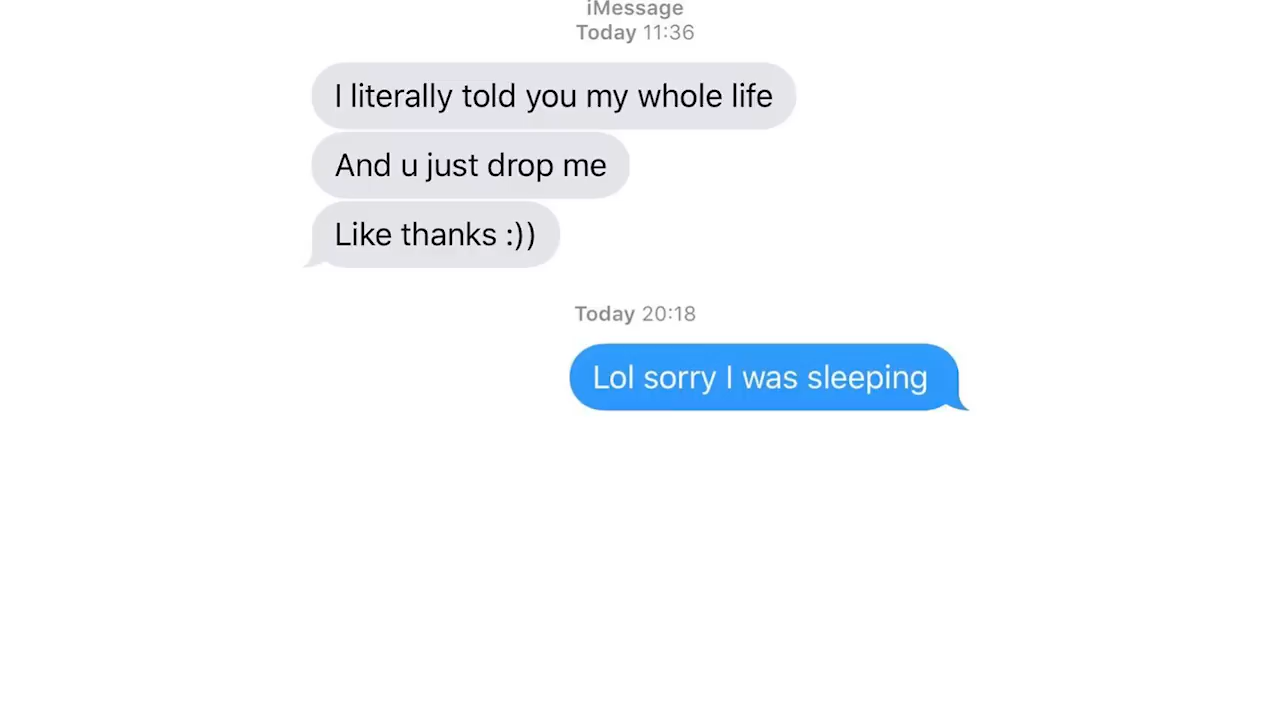 iMessage
Today 11:36
I literally told you my whole life
And u just drop me
Like thanks :))
Today 20:18
Lol sorry I was sleeping